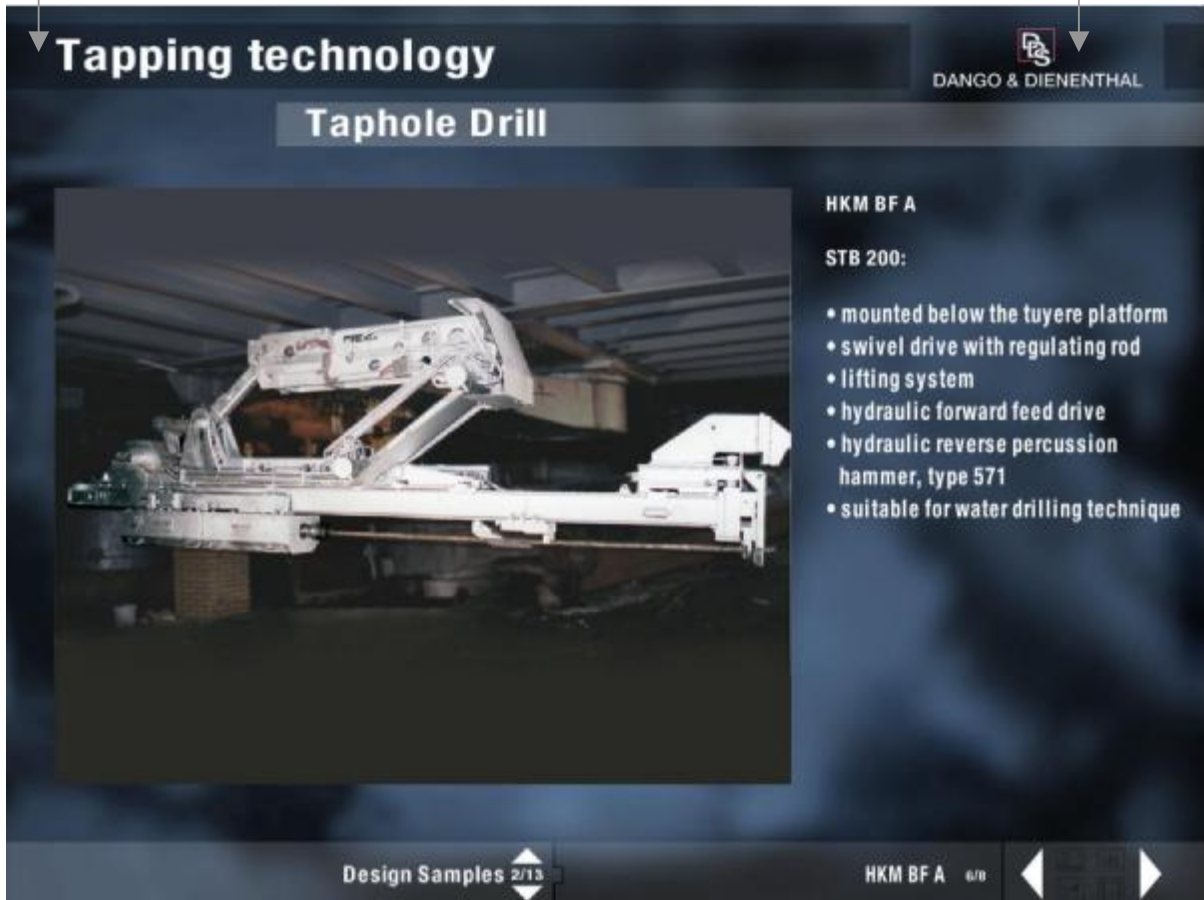 Tapping technology
DDS
DANGO & DIENENTHAL
Taphole Drill
HKM BF A
STB 200:
• mounted below the tuyere platform
• swivel drive with regulating rod
• lifting system
• hydraulic forward feed drive
• hydraulic reverse percussion
hammer, type 571
• suitable for water drilling technique
Design Samples 2/13
HKM BF A 6/8